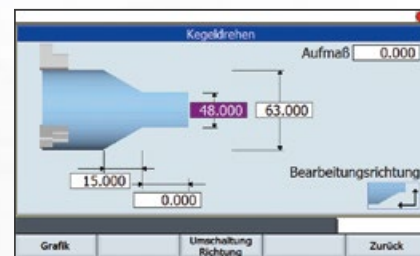 Kegeldrehen
Aufmaß 0.000
48.000 63.000
15.000
0.000
Bearbeitungsrichtung
Grafik Umschaltung Richtung Zurück